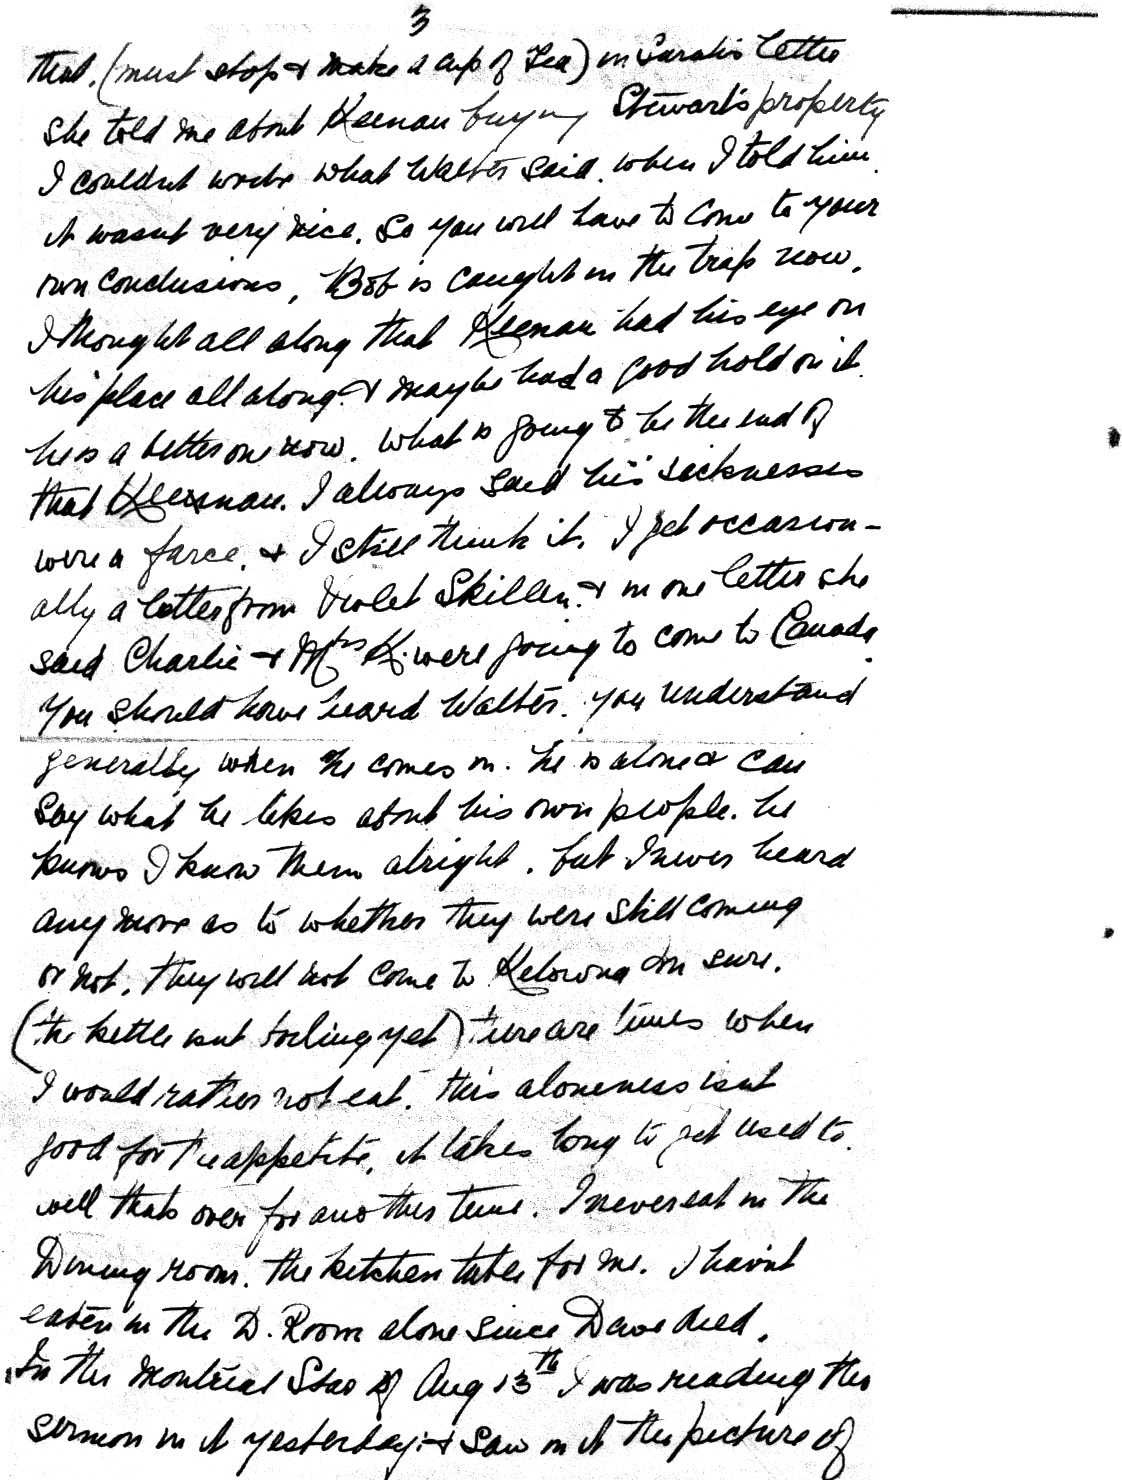 3
that. (must stop & make a cup of Tea) in Sarah's letter
she told me about Keenan buying Stewart's property
I couldnt write what Walter said. when I told him.
it wasnt very nice. So you will have to come to your
own conclusions, Bob is caught in the trap now.
I thought all along that Keenan had his eye on
his place all along. & maybe had a good hold on it.
he is a better one now. What is going to be the end of
that Keenan. I always said his sicknesses
were a farce. & I still think it. I get occasion-
ally a letter from Violet Skillen. & in one letter she
said Charlie & Mrs K. were going to come to Canada.
You should have heard Walter. You understand
generally when he comes in. he is alone & can
say what he likes about his own people. he
knows I know them alright. but I never heard
any more as to whether they were still coming
or not. They will not come to Kelowna Im sure.
(the kettle isnt boiling yet) there are times when
I would rather not eat. this aloneness isnt
good for the appetite. it takes long to get used to.
well thats over for another time. I never eat in the
Dining room. The kitchen table for me. I havnt
eaten in the D. Room alone since Dave died.
In the Montreal Star of Aug 13th I was reading the
sermon in it yesterday. & saw in it the picture of